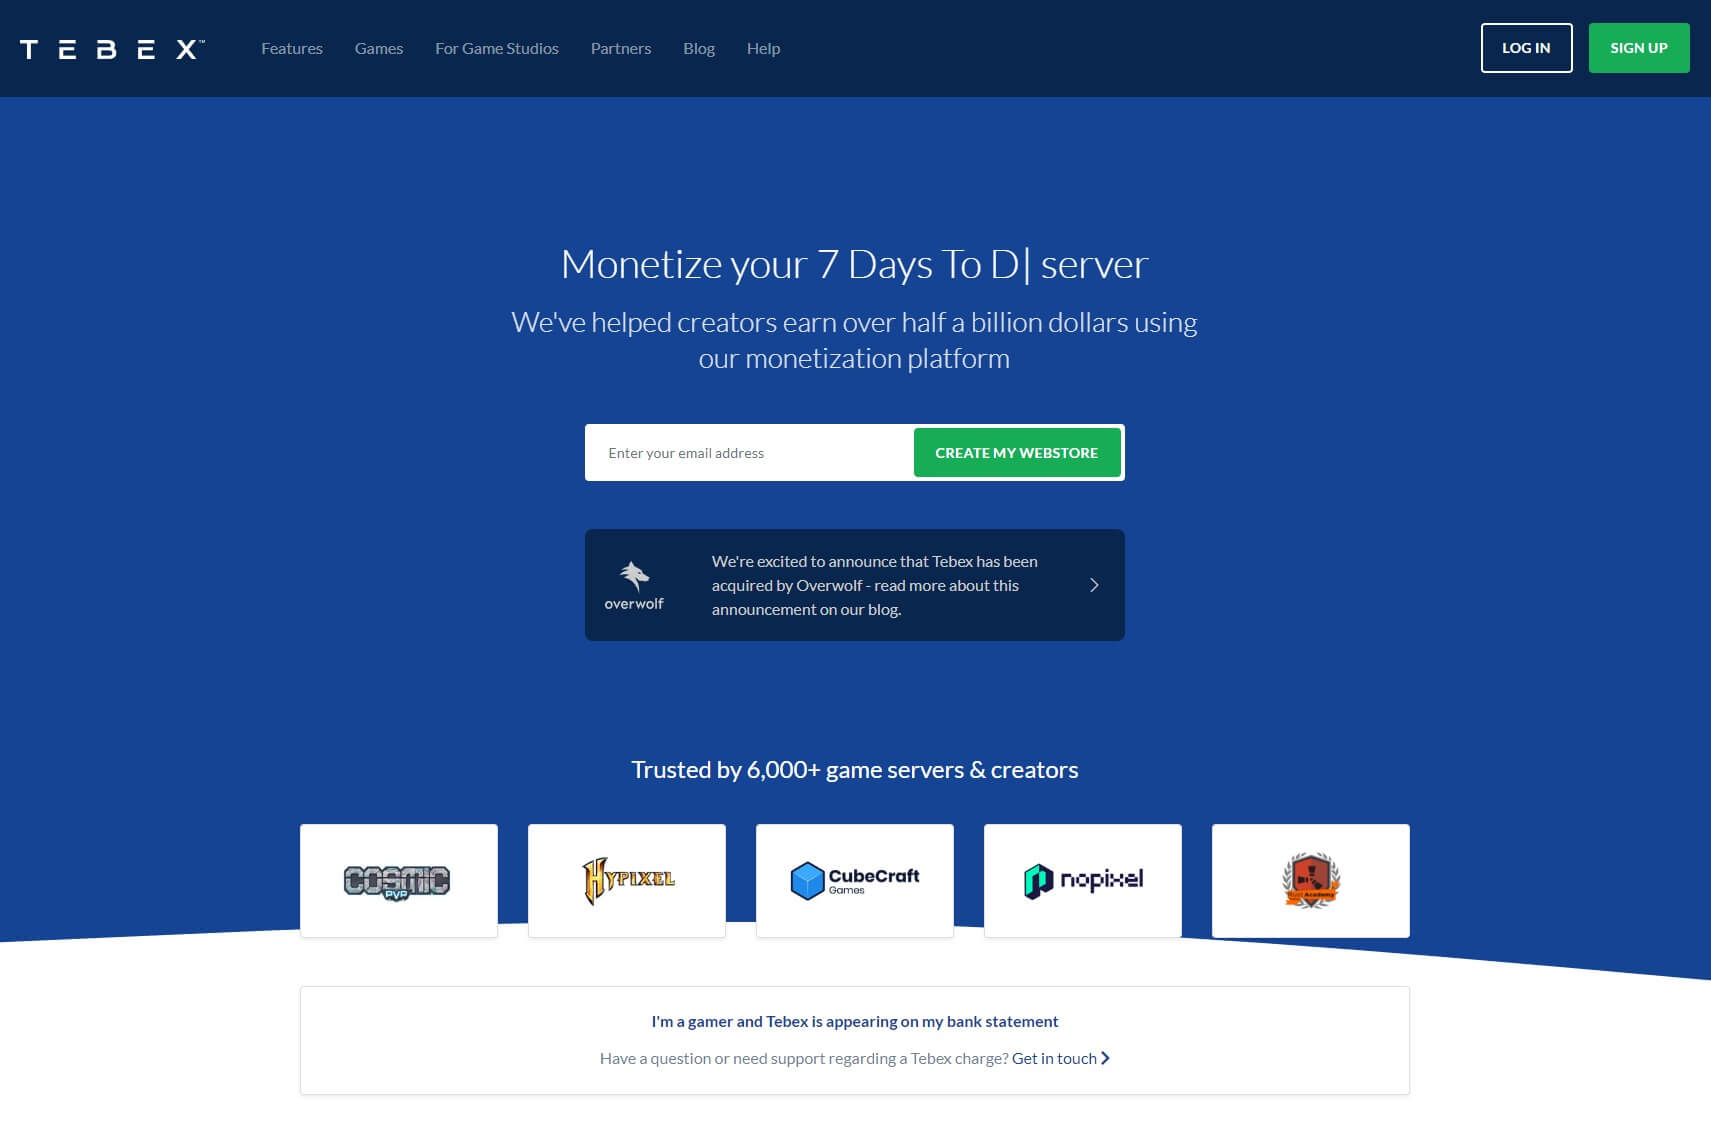 TEBEX™
Features
Games
For Game Studios
Partners
Blog
Help
LOG IN
SIGN UP
Monetize your 7 Days To D| server
We've helped creators earn over half a billion dollars using
our monetization platform
Enter your email address
CREATE MY WEBSTORE
overwolf
We're excited to announce that Tebex has been
acquired by Overwolf - read more about this
announcement on our blog.
Trusted by 6,000+ game servers & creators
COSMIC
PVP
HYPIXEL
CubeCraft
Games
nopixel
Academy
I'm a gamer and Tebex is appearing on my bank statement
Have a question or need support regarding a Tebex charge? Get in touch